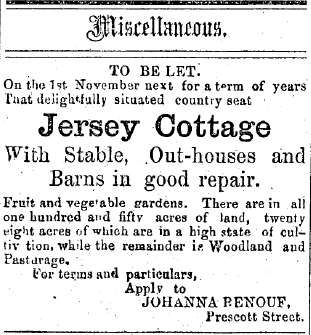 Miscellaneous.
TO BE LET.
On the 1st November next for a term of years
That delightfully situated country seat
Jersey Cottage
With Stable, Out-houses and
Barns in good repair.
Fruit and vegetable gardens. There are in all
one hundred and fifty acres of land, twenty
eight acres of which are in a high state of cul-
tiv tion, while the remainder is Woodland and
Pasturage.
For terms and particulars,
Apply to
JOHANNA RENOUF,
Prescott Street.